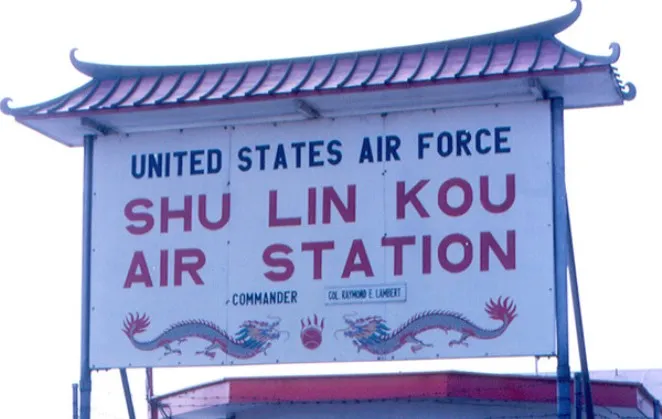 UNITED STATES AIR FORCE
SHU LIN KOU
AIR STATION
COMMANDER COL. RAYMOND E. LAMBERT